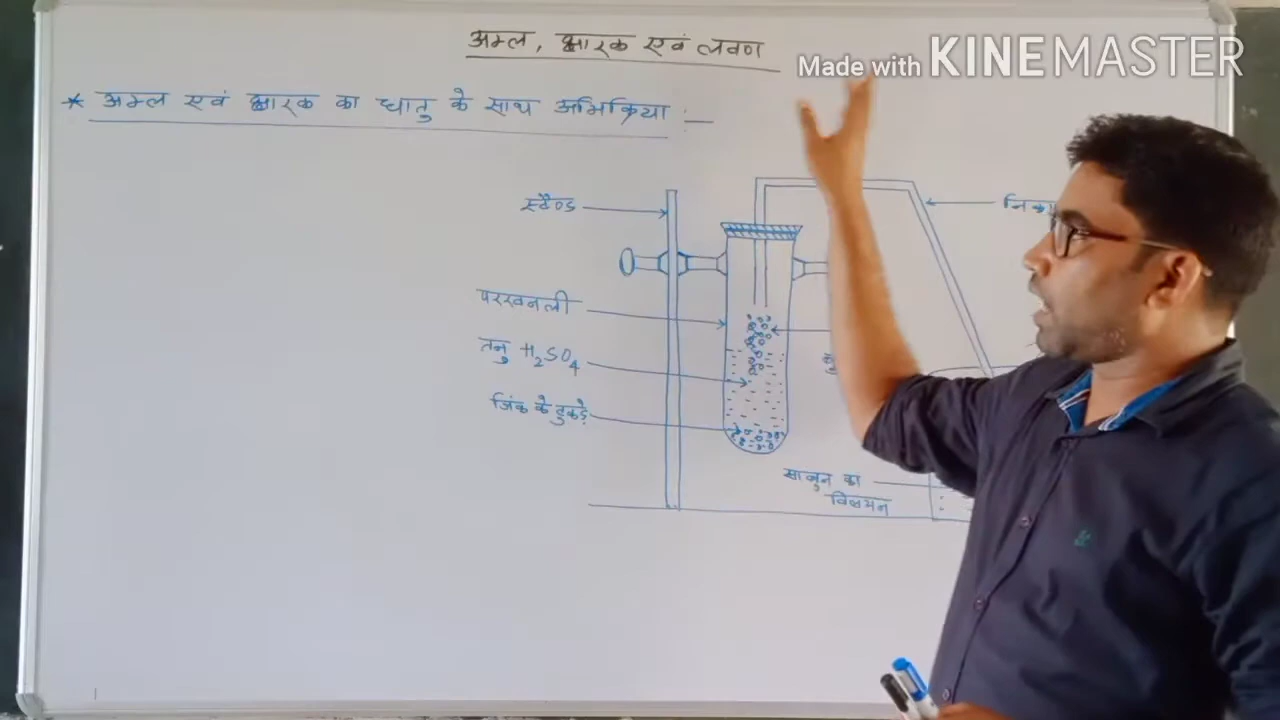 अम्ल, क्षारक एवं लवण
Made with KINEMASTER
* अम्ल एवं क्षारक का धातु के साथ अभिक्रिया :—
स्टैण्ड
परखनली
तनु H₂SO₄
जिंक के टुकड़े
साबुन का
विलयन